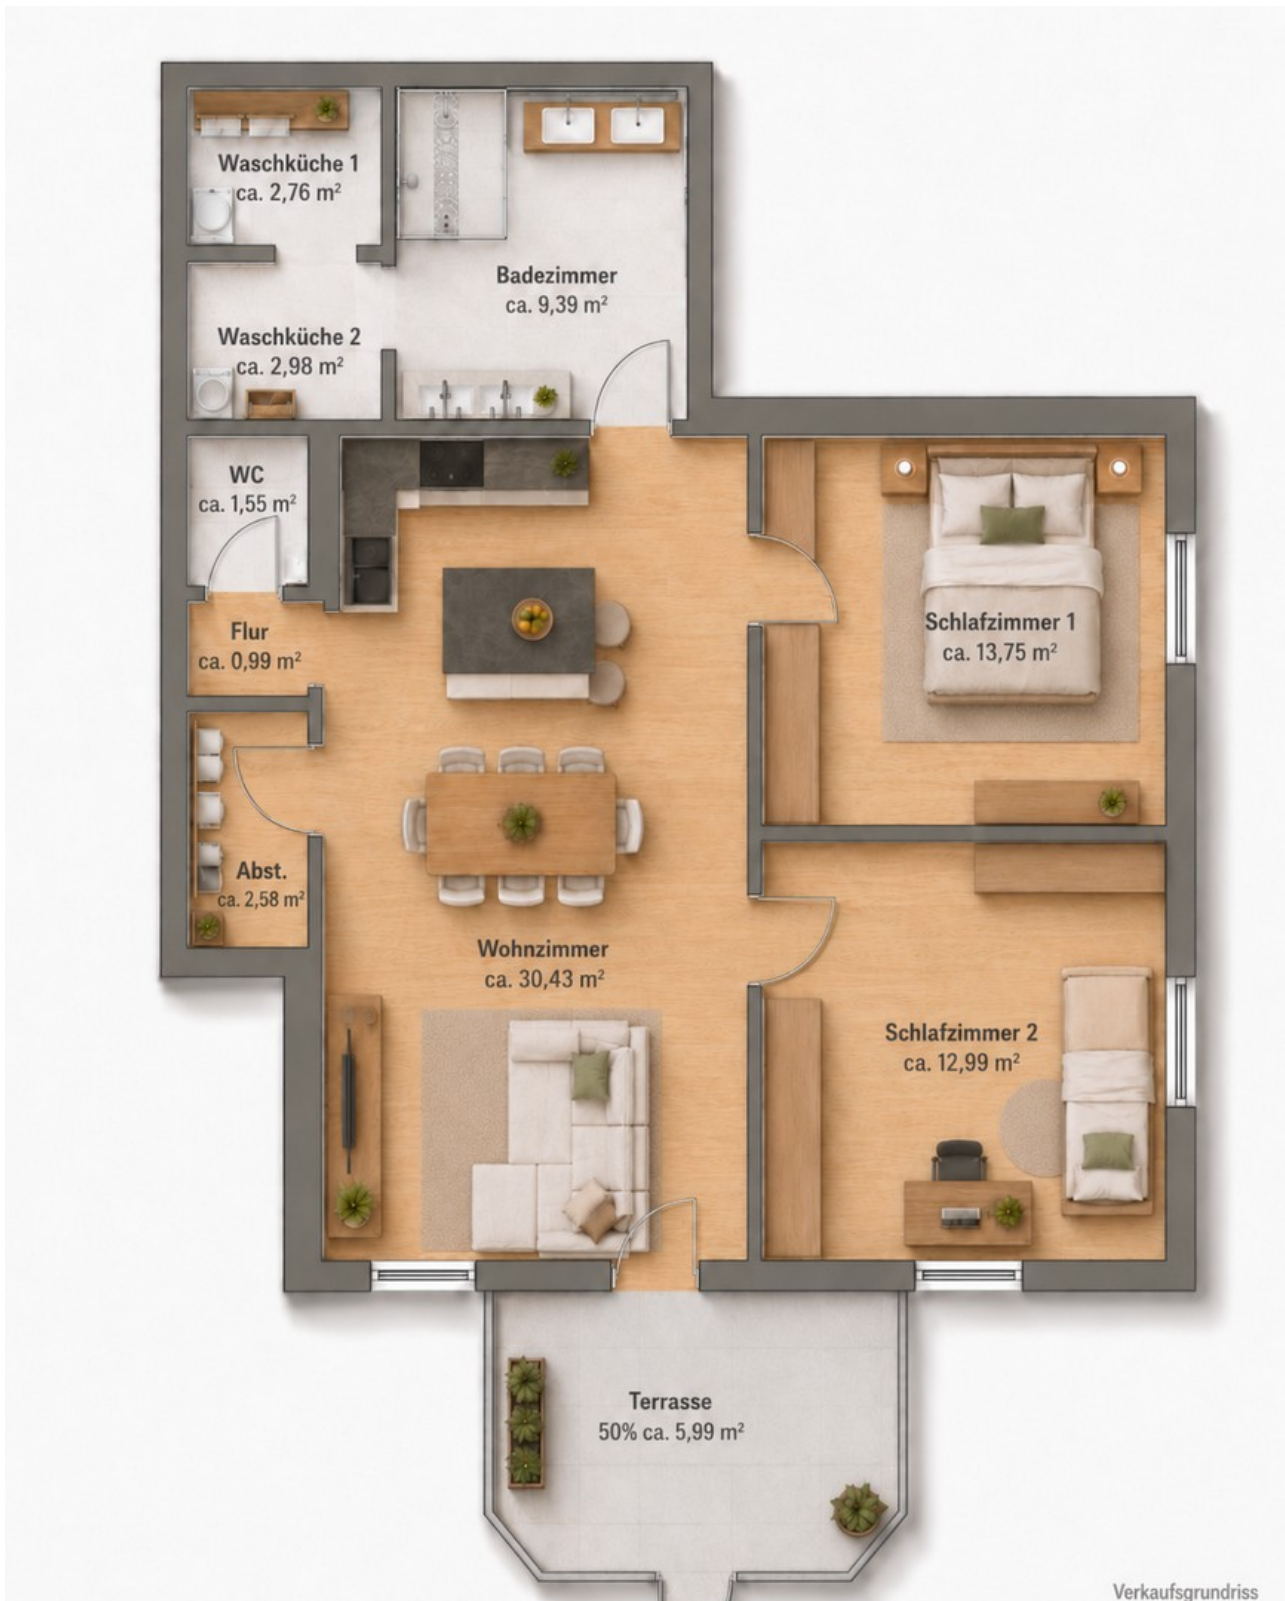 Waschküche 1
ca. 2,76 m²
Badezimmer
ca. 9,39 m²
Waschküche 2
ca. 2,98 m²
WC
ca. 1,55 m²
Flur
ca. 0,99 m²
Schlafzimmer 1
ca. 13,75 m²
Abst.
ca. 2,58 m²
Wohnzimmer
ca. 30,43 m²
Schlafzimmer 2
ca. 12,99 m²
Terrasse
50% ca. 5,99 m²
Verkaufsgrundriss